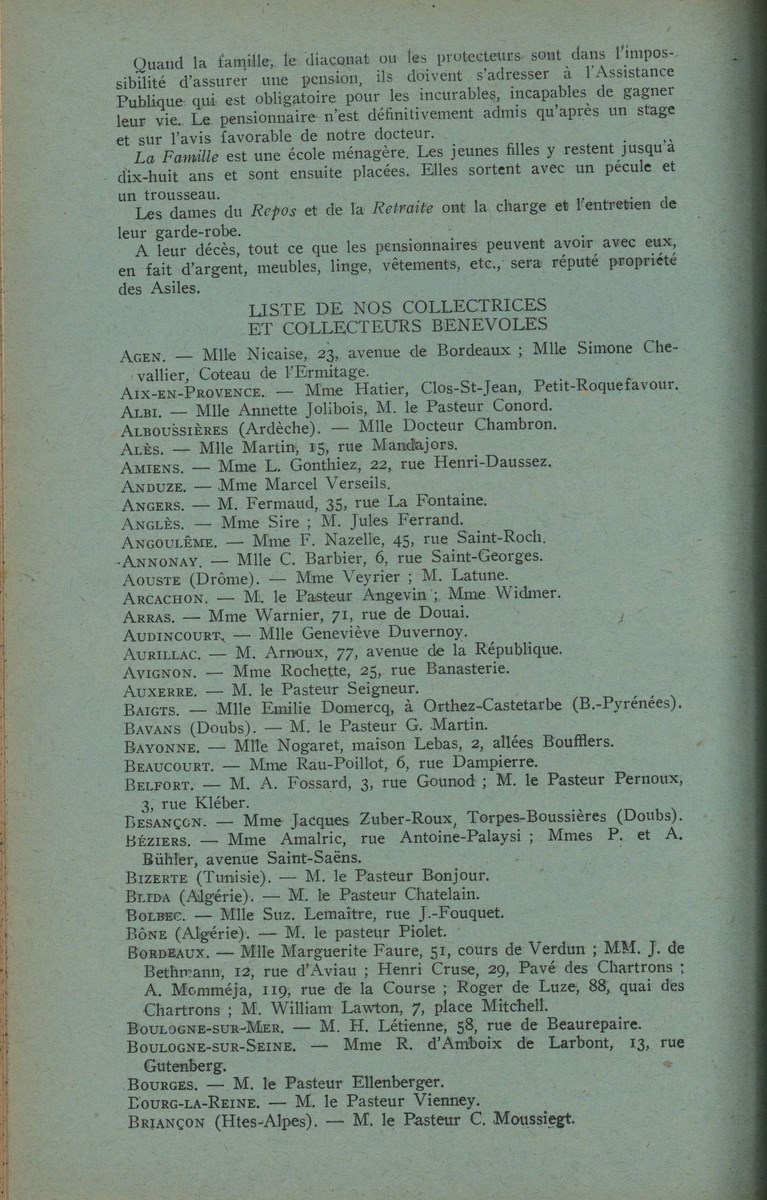 Quand la famille, le diaconat ou les protecteurs sont dans l'impos-
sibilité d'assurer une pension, ils doivent s'adresser à l'Assistance
Publique qui est obligatoire pour les incurables, incapables de gagner
leur vie. Le pensionnaire n'est définitivement admis qu'après un stage
et sur l'avis favorable de notre docteur.
La Famille est une école ménagère. Les jeunes filles y restent jusqu'à
dix-huit ans et sont ensuite placées. Elles sortent avec un pécule et
un trousseau.
Les dames du Repos et de la Retraite ont la charge et l'entretien de
leur garde-robe.
A leur décès, tout ce que les pensionnaires peuvent avoir avec eux,
en fait d'argent, meubles, linge, vêtements, etc., sera réputé propriété
des Asiles.
LISTE DE NOS COLLECTRICES
ET COLLECTEURS BENEVOLES
AGEN. — Mlle Nicaise, 23, avenue de Bordeaux ; Mlle Simone Che-
vallier, Coteau de l'Ermitage.
AIX-EN-PROVENCE. — Mme Hatier, Clos-St-Jean, Petit-Roquefavour.
ALBI. — Mlle Annette Jolibois, M. le Pasteur Conord.
ALBOUSSIÈRES (Ardèche). — Mlle Docteur Chambron.
ALÈS. — Mlle Martin, 15, rue Mandajors.
AMIENS. — Mme L. Gonthiez, 22, rue Henri-Daussez.
ANDUZE. — Mme Marcel Verseils.
ANGERS. — M. Fermaud, 35, rue La Fontaine.
ANGLÈS. — Mme Sire ; M. Jules Ferrand.
ANGOULÊME. — Mme F. Nazelle, 45, rue Saint-Roch.
ANNONAY. — Mlle C. Barbier, 6, rue Saint-Georges.
AOUSTE (Drôme). — Mme Veyrier ; M. Latune.
ARCACHON. — M. le Pasteur Angevin ; Mme Widmer.
ARRAS. — Mme Warnier, 71, rue de Douai.
AUDINCOURT. — Mlle Geneviève Duvernoy.
AURILLAC. — M. Arnoux, 77, avenue de la République.
AVIGNON. — Mme Rochette, 25, rue Banasterie.
AUXERRE. — M. le Pasteur Seigneur.
BAIGTS. — Mlle Emilie Domercq, à Orthez-Castetarbe (B.-Pyrénées).
BAVANS (Doubs). — M. le Pasteur G. Martin.
BAYONNE. — Mlle Nogaret, maison Lebas, 2, allées Boufflers.
BEAUCOURT. — Mme Rau-Poillot, 6, rue Dampierre.
BELFORT. — M. A. Fossard, 3, rue Gounod ; M. le Pasteur Pernoux,
3, rue Kléber.
BESANÇON. — Mme Jacques Zuber-Roux, Torpes-Boussières (Doubs).
BÉZIERS. — Mme Amalric, rue Antoine-Palaysi ; Mmes P. et A.
Bühler, avenue Saint-Saëns.
BIZERTE (Tunisie). — M. le Pasteur Bonjour.
BLIDA (Algérie). — M. le Pasteur Chatelain.
BOLBEC. — Mlle Suz. Lemaître, rue J.-Fouquet.
BÔNE (Algérie). — M. le pasteur Piolet.
BORDEAUX. — Mlle Marguerite Faure, 51, cours de Verdun ; MM. J. de
Bethmann, 12, rue d'Aviau ; Henri Cruse, 29, Pavé des Chartrons ;
A. Momméja, 119, rue de la Course ; Roger de Luze, 88, quai des
Chartrons ; M. William Lawton, 7, place Mitchell.
BOULOGNE-SUR-MER. — M. H. Létienne, 58, rue de Beaurepaire.
BOULOGNE-SUR-SEINE. — Mme R. d'Amboix de Larbont, 13, rue
Gutenberg.
BOURGES. — M. le Pasteur Ellenberger.
BOURG-LA-REINE. — M. le Pasteur Vienney.
BRIANÇON (Htes-Alpes). — M. le Pasteur C. Moussiegt.